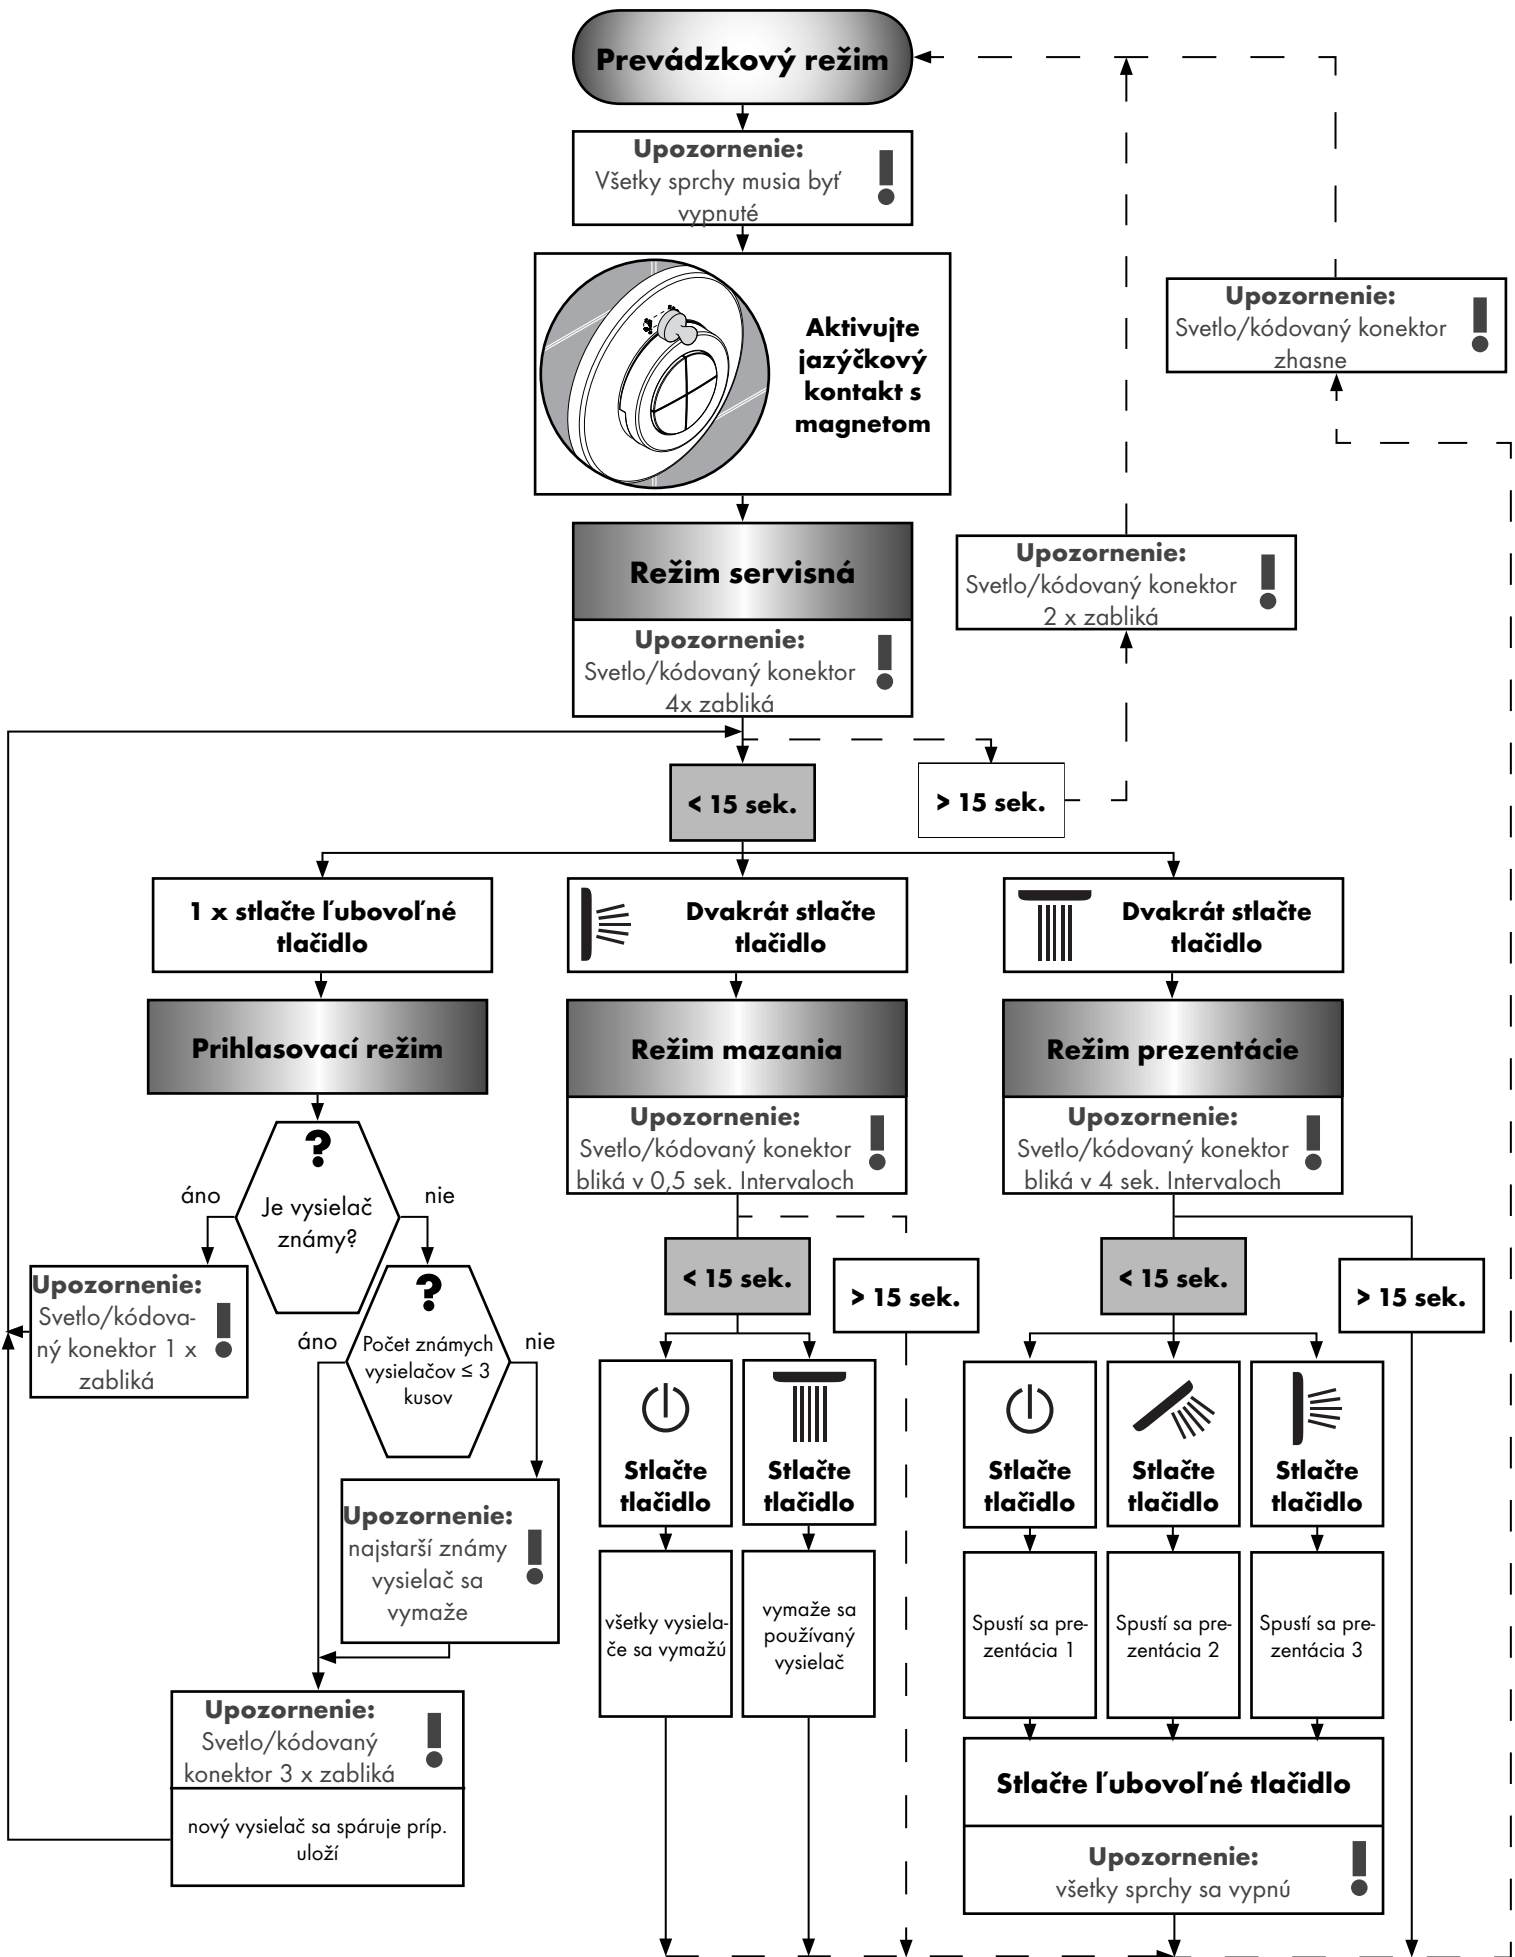 Prevádzkový režim
Upozornenie:
Všetky sprchy musia byť
vypnuté
Aktivujte
jazýčkový
kontakt s
magnetom
Upozornenie:
Svetlo/kódovaný konektor
zhasne
Režim servisná
Upozornenie:
Svetlo/kódovaný konektor
4x zabliká
Upozornenie:
Svetlo/kódovaný konektor
2 x zabliká
< 15 sek.
> 15 sek.
1 x stlačte ľubovoľné
tlačidlo
Dvakrát stlačte
tlačidlo
Dvakrát stlačte
tlačidlo
Prihlasovací režim
Režim mazania
Upozornenie:
Svetlo/kódovaný konektor
bliká v 0,5 sek. Intervaloch
Režim prezentácie
Upozornenie:
Svetlo/kódovaný konektor
bliká v 4 sek. Intervaloch
?
Je vysielač
známy?
áno
nie
Upozornenie:
Svetlo/kódova-
ný konektor 1 x
zabliká
?
Počet známych
vysielačov ≤ 3
kusov
áno
nie
Upozornenie:
najstarší známy
vysielač sa
vymaže
Upozornenie:
Svetlo/kódovaný
konektor 3 x zabliká
nový vysielač sa spáruje príp.
uloží
< 15 sek.
> 15 sek.
Stlačte
tlačidlo
Stlačte
tlačidlo
všetky vysiela-
če sa vymažú
vymaže sa
používaný
vysielač
< 15 sek.
> 15 sek.
Stlačte
tlačidlo
Stlačte
tlačidlo
Stlačte
tlačidlo
Spustí sa pre-
zentácia 1
Spustí sa pre-
zentácia 2
Spustí sa pre-
zentácia 3
Stlačte ľubovoľné tlačidlo
Upozornenie:
všetky sprchy sa vypnú